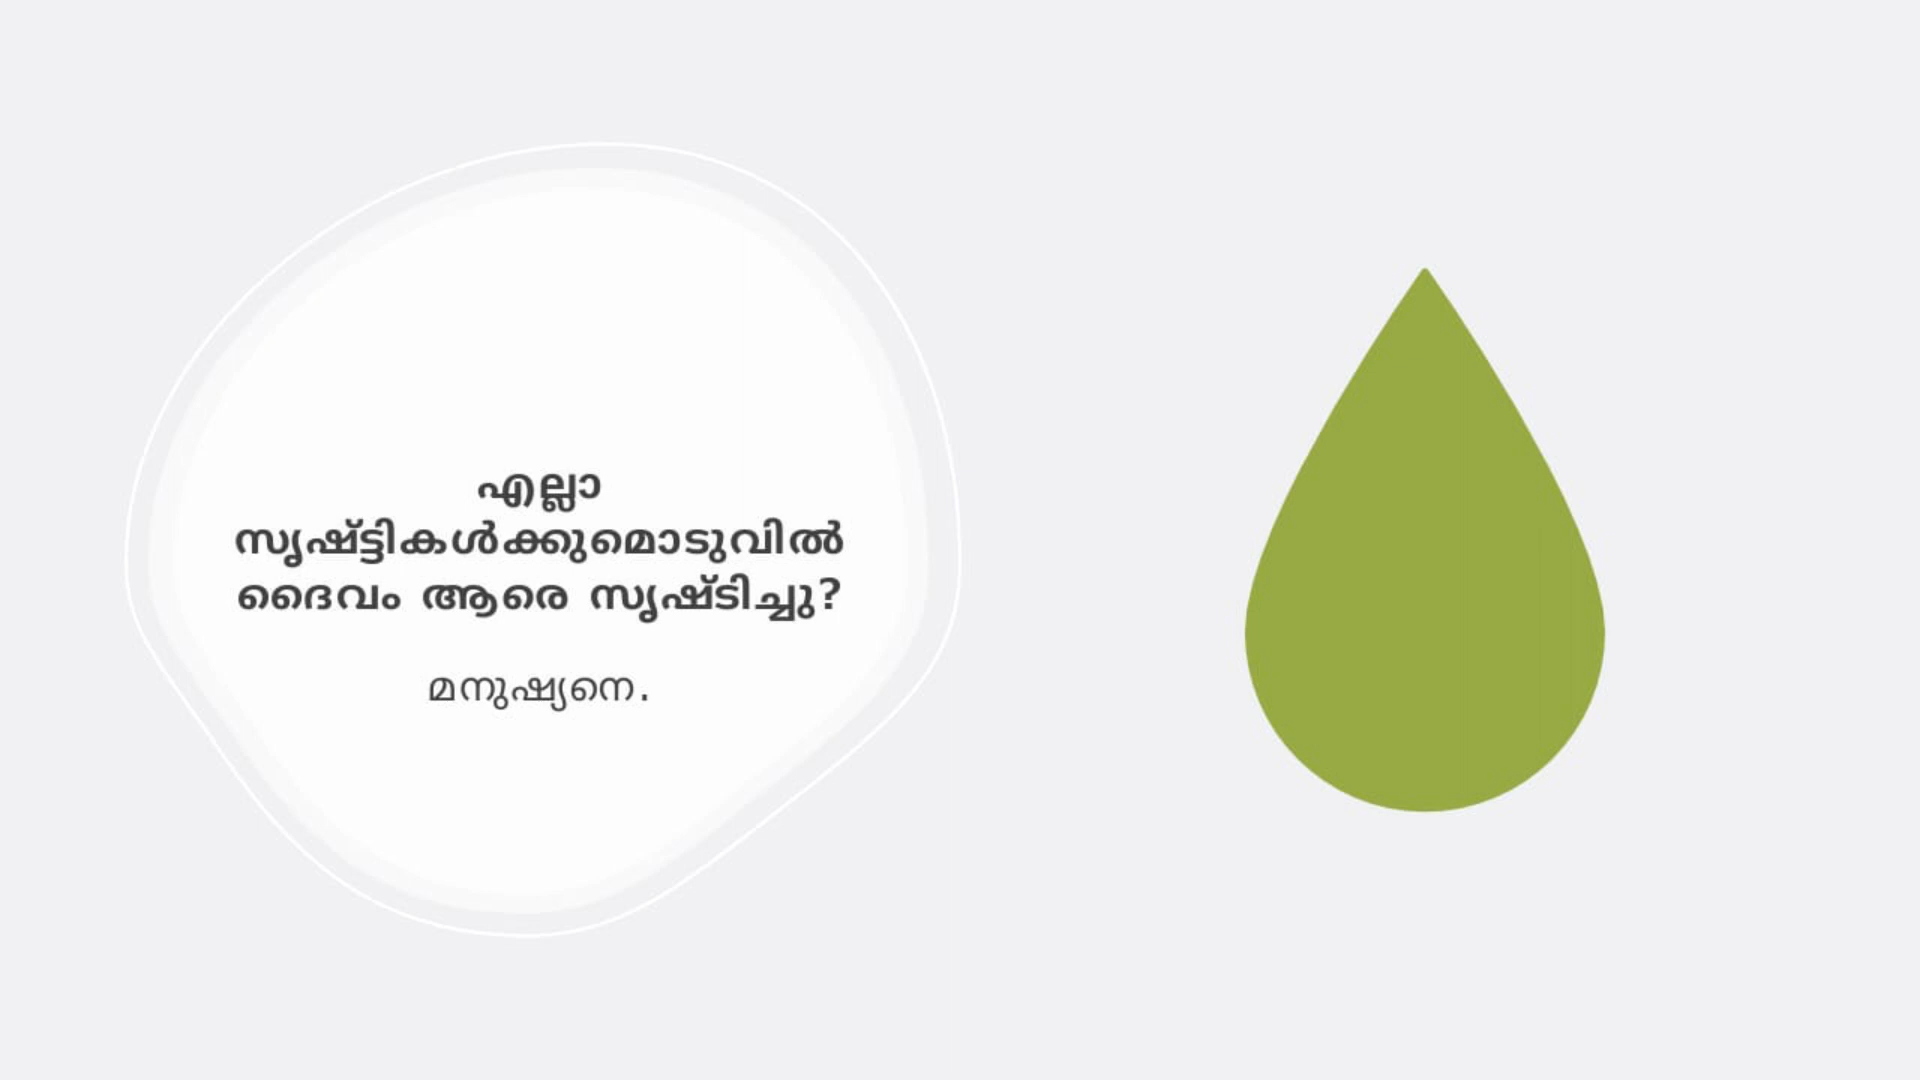 എല്ലാ
സൃഷ്ട്ടികൾക്കുമൊടുവിൽ
ദൈവം ആരെ സൃഷ്ടിച്ചു?
മനുഷ്യനെ.